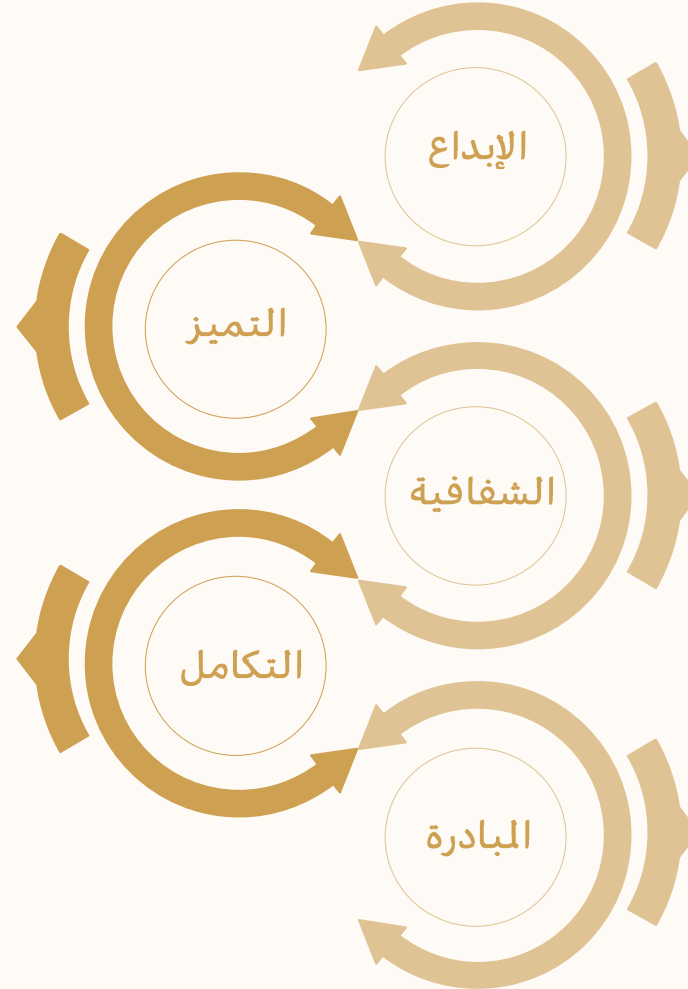 الإبداع
التميز
الشفافية
التكامل
المبادرة